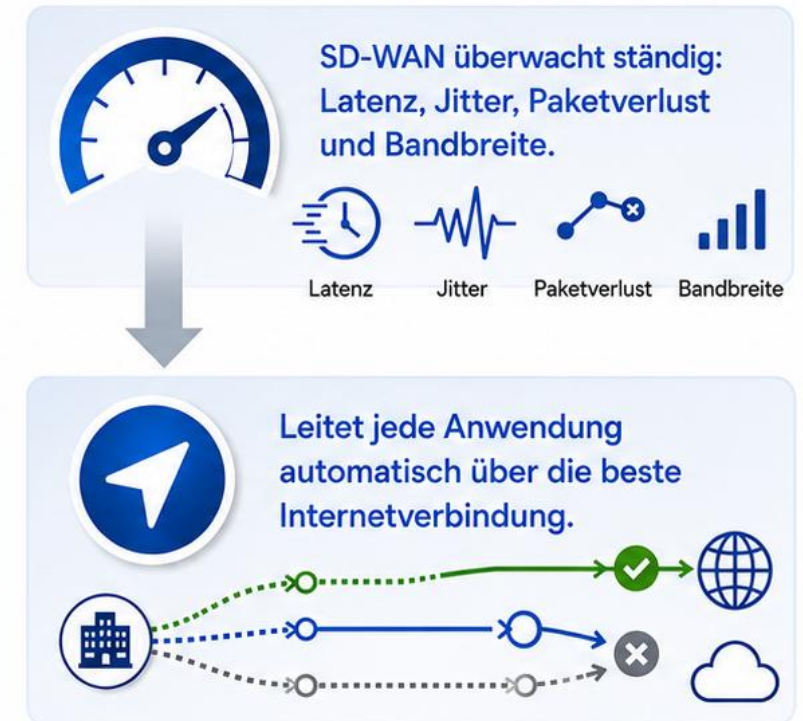 SD-WAN überwacht ständig:
Latenz, Jitter, Paketverlust
und Bandbreite.
Latenz
Jitter
Paketverlust
Bandbreite
Leitet jede Anwendung
automatisch über die beste
Internetverbindung.